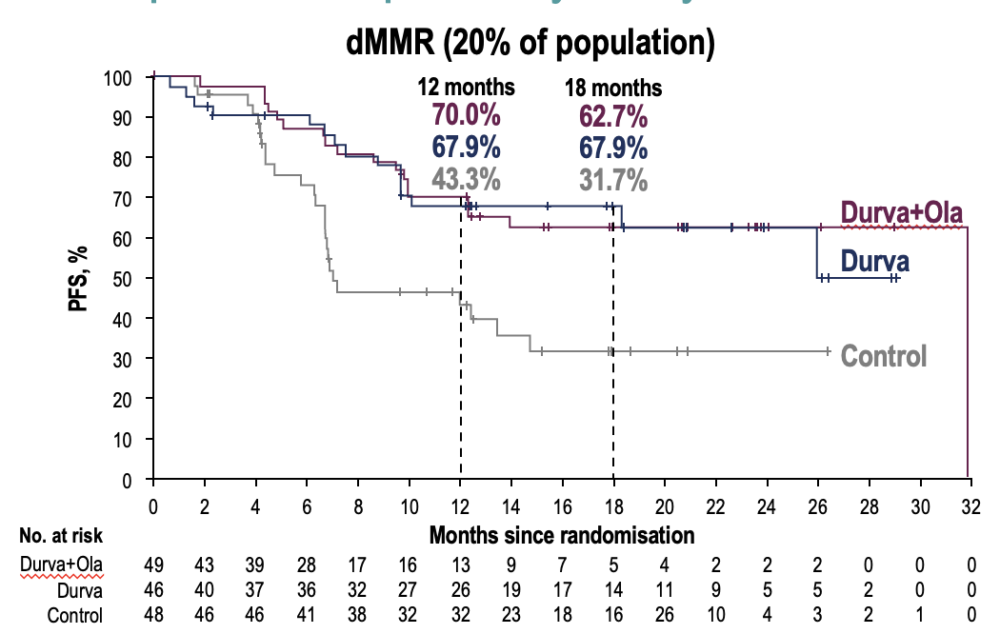 dMMR (20% of population)
12 months 18 months
70.0% 62.7%
67.9% 67.9%
43.3% 31.7%
100
90
80
70
60
50
40
30
20
10
0
PFS, %
Durva+Ola
Durva
Control
0 2 4 6 8 10 12 14 16 18 20 22 24 26 28 30 32
Months since randomisation
No. at risk
Durva+Ola 49 43 39 28 17 16 13 9 7 5 4 2 2 2 0 0 0
Durva 46 40 37 36 32 27 26 19 17 14 11 9 5 5 2 0 0
Control 48 46 46 41 38 32 32 23 18 16 26 10 4 3 2 1 0